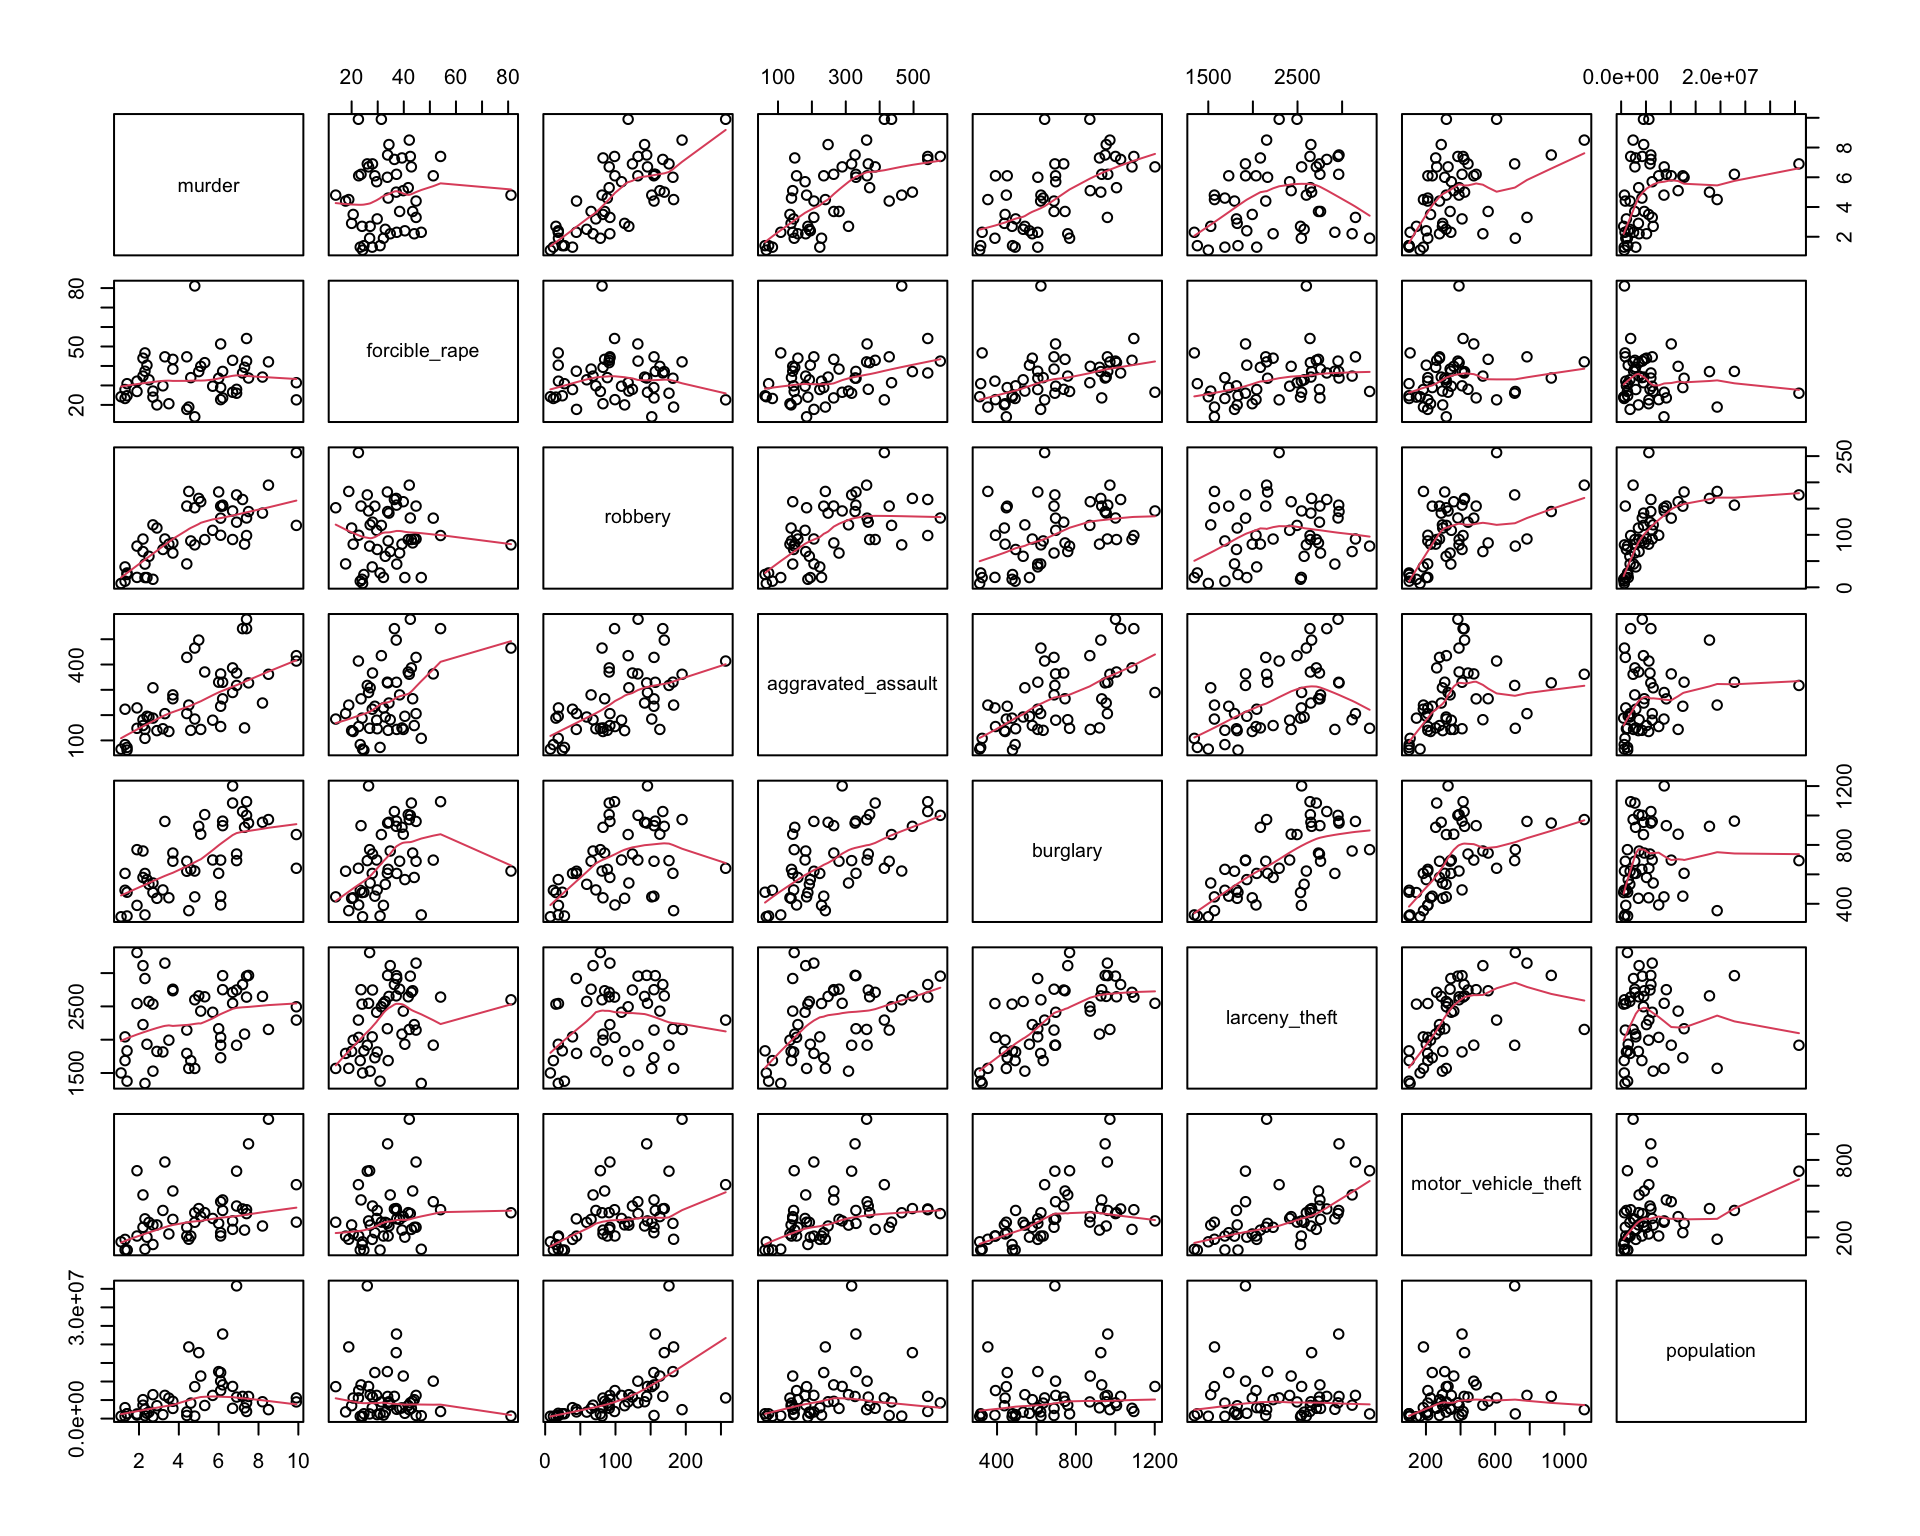 20 40 60 80 100 300 500 1500 2500 0.0e+00 2.0e+07
murder
2 4 6 8
20 50 80
forcible_rape
robbery
0 100 250
100 400
aggravated_assault
burglary
400 800 1200
1500 2500
larceny_theft
motor_vehicle_theft
200 800
0.0e+00 3.0e+07
population
2 4 6 8 10 0 100 200 400 800 1200 200 600 1000